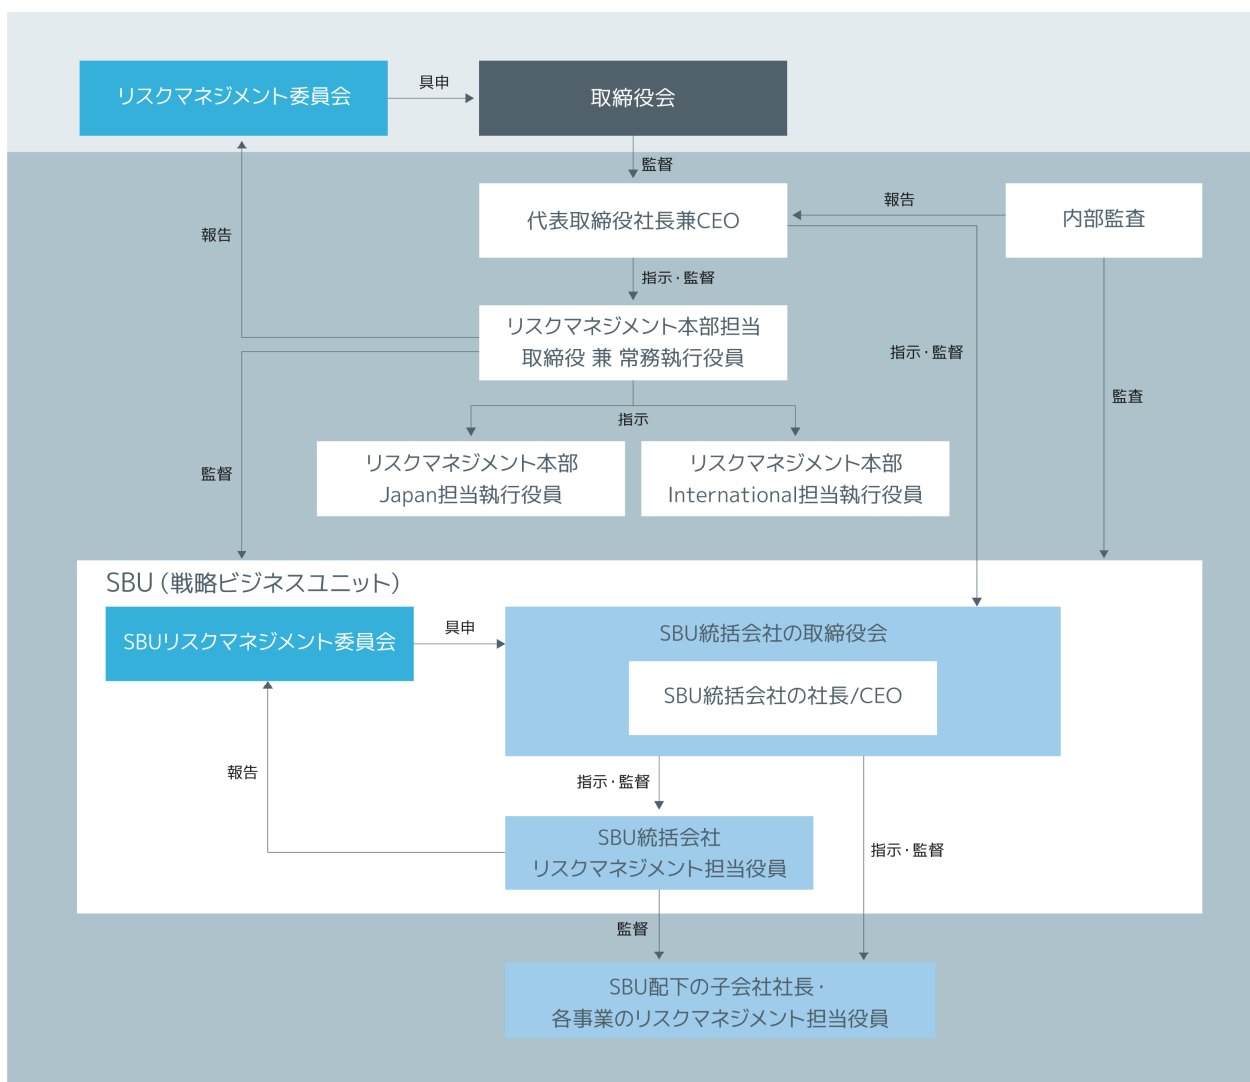 リスクマネジメント委員会
具申
取締役会
監督
代表取締役社長兼CEO
報告
内部監査
報告
指示・監督
リスクマネジメント本部担当
取締役 兼 常務執行役員
指示・監督
監査
指示
監督
リスクマネジメント本部
Japan担当執行役員
リスクマネジメント本部
International担当執行役員
SBU（戦略ビジネスユニット）
SBUリスクマネジメント委員会
具申
SBU統括会社の取締役会
SBU統括会社の社長/CEO
報告
指示・監督
SBU統括会社
リスクマネジメント担当役員
指示・監督
監督
SBU配下の子会社社長・
各事業のリスクマネジメント担当役員